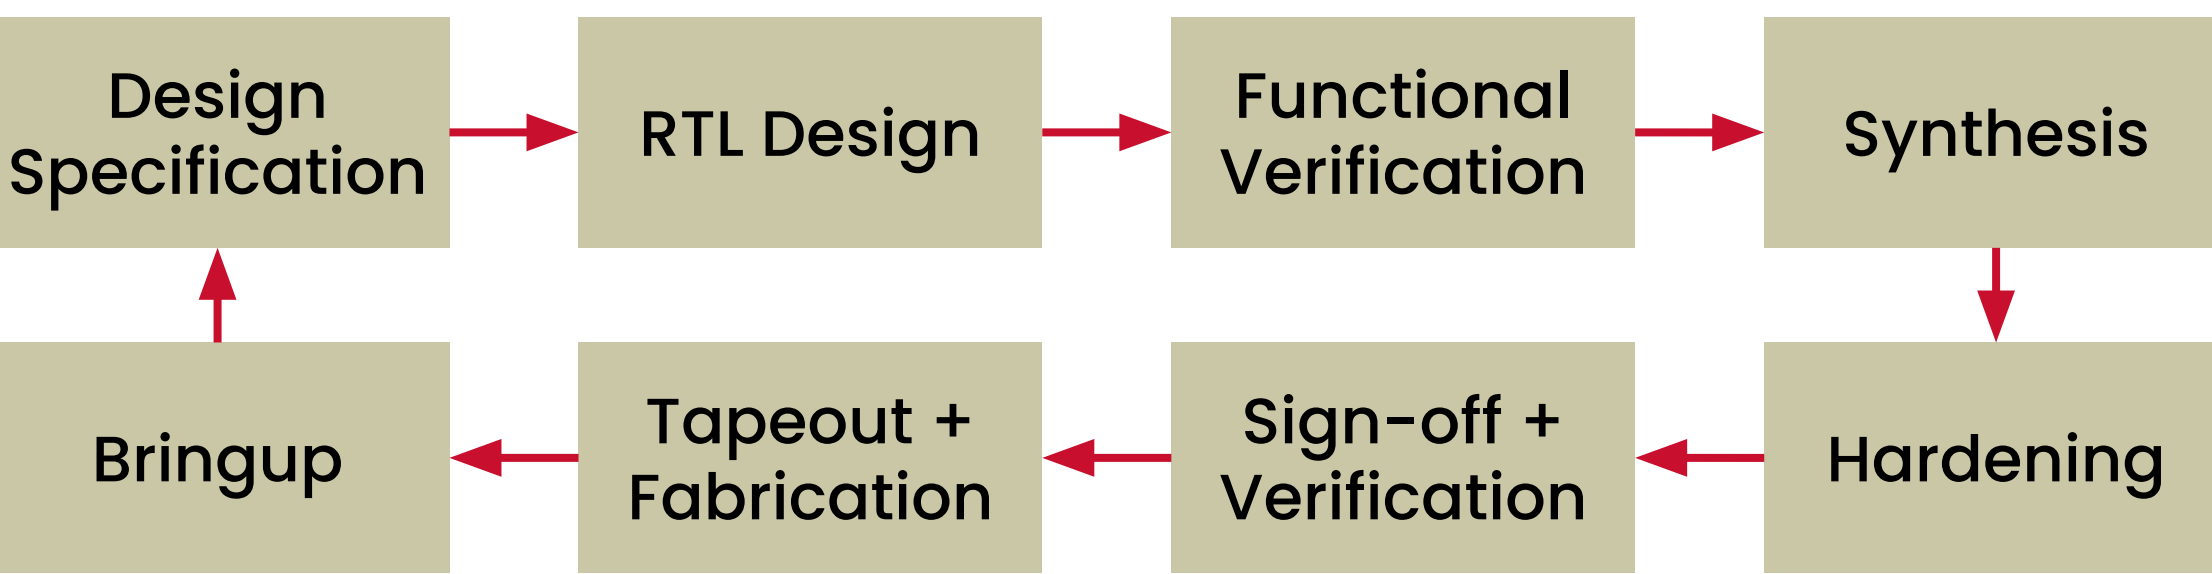 Design
Specification
RTL Design
Functional
Verification
Synthesis
Bringup
Tapeout +
Fabrication
Sign-off +
Verification
Hardening